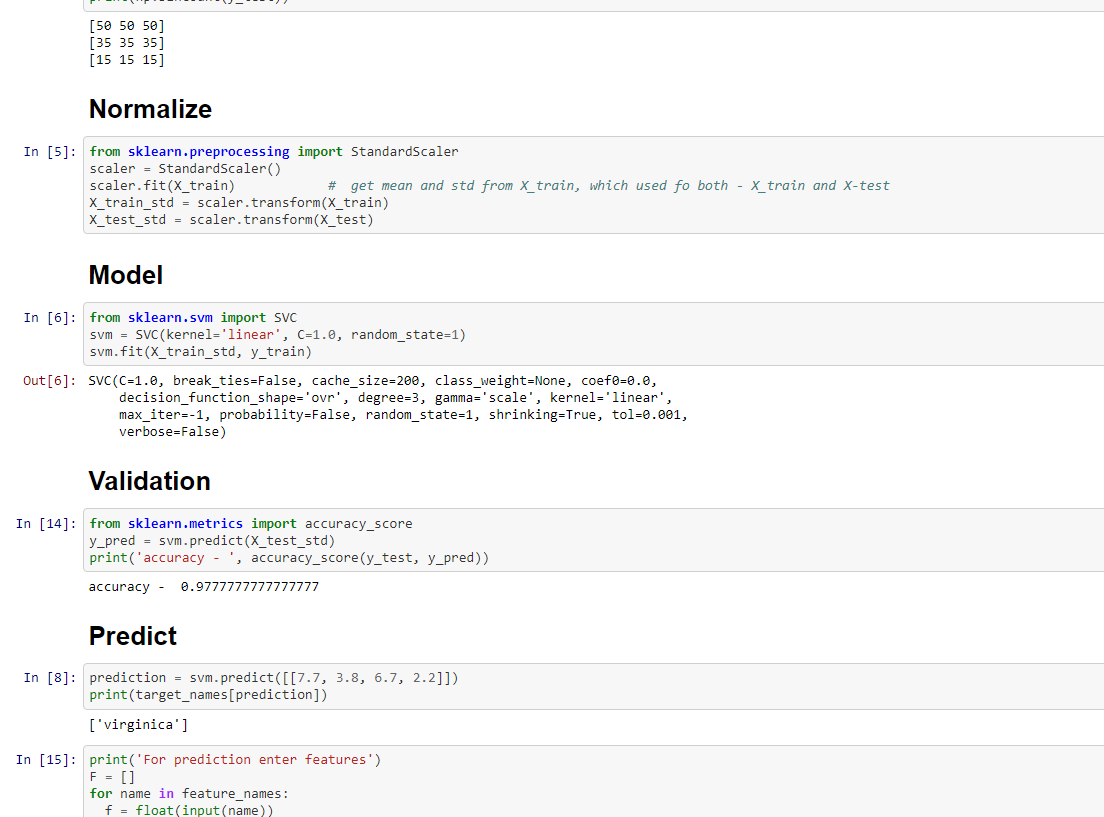 print(np.bincount(y_test))
[50 50 50]
[35 35 35]
[15 15 15]
Normalize
In [5]: from sklearn.preprocessing import StandardScaler
scaler = StandardScaler()
scaler.fit(X_train)            #  get mean and std from X_train, which used fo both - X_train and X-test
X_train_std = scaler.transform(X_train)
X_test_std = scaler.transform(X_test)
Model
In [6]: from sklearn.svm import SVC
svm = SVC(kernel='linear', C=1.0, random_state=1)
svm.fit(X_train_std, y_train)
Out[6]: SVC(C=1.0, break_ties=False, cache_size=200, class_weight=None, coef0=0.0,
    decision_function_shape='ovr', degree=3, gamma='scale', kernel='linear',
    max_iter=-1, probability=False, random_state=1, shrinking=True, tol=0.001,
    verbose=False)
Validation
In [14]: from sklearn.metrics import accuracy_score
y_pred = svm.predict(X_test_std)
print('accuracy - ', accuracy_score(y_test, y_pred))
accuracy -  0.9777777777777777
Predict
In [8]: prediction = svm.predict([[7.7, 3.8, 6.7, 2.2]])
print(target_names[prediction])
['virginica']
In [15]: print('For prediction enter features')
F = []
for name in feature_names:
  f = float(input(name))